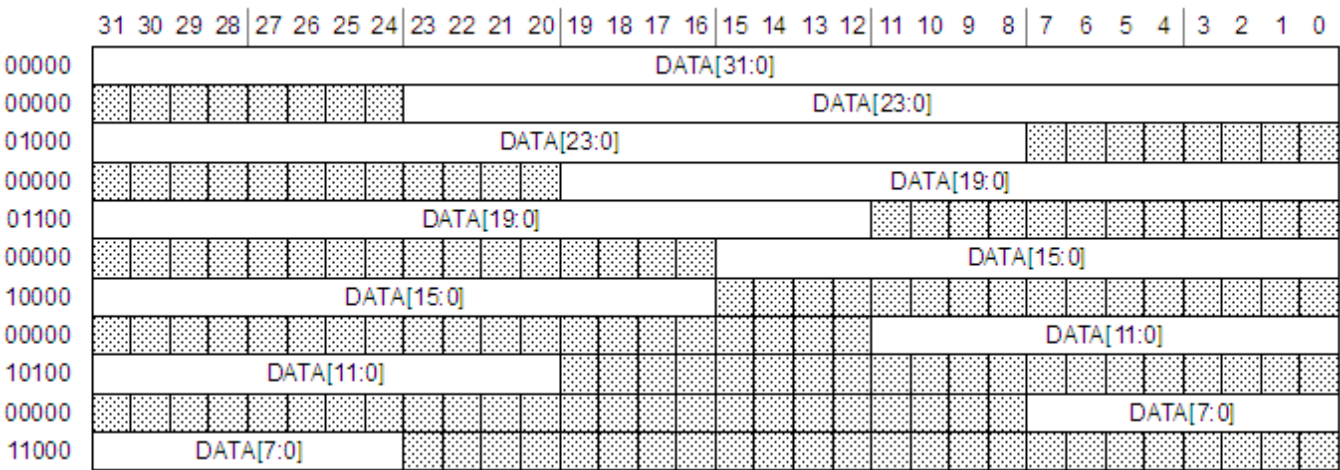 31 30 29 28 27 26 25 24 23 22 21 20 19 18 17 16 15 14 13 12 11 10 9 8 7 6 5 4 3 2 1 0
00000 DATA[31:0]
00000 DATA[23:0]
01000 DATA[23:0]
00000 DATA[19:0]
01100 DATA[19:0]
00000 DATA[15:0]
10000 DATA[15:0]
00000 DATA[11:0]
10100 DATA[11:0]
00000 DATA[7:0]
11000 DATA[7:0]